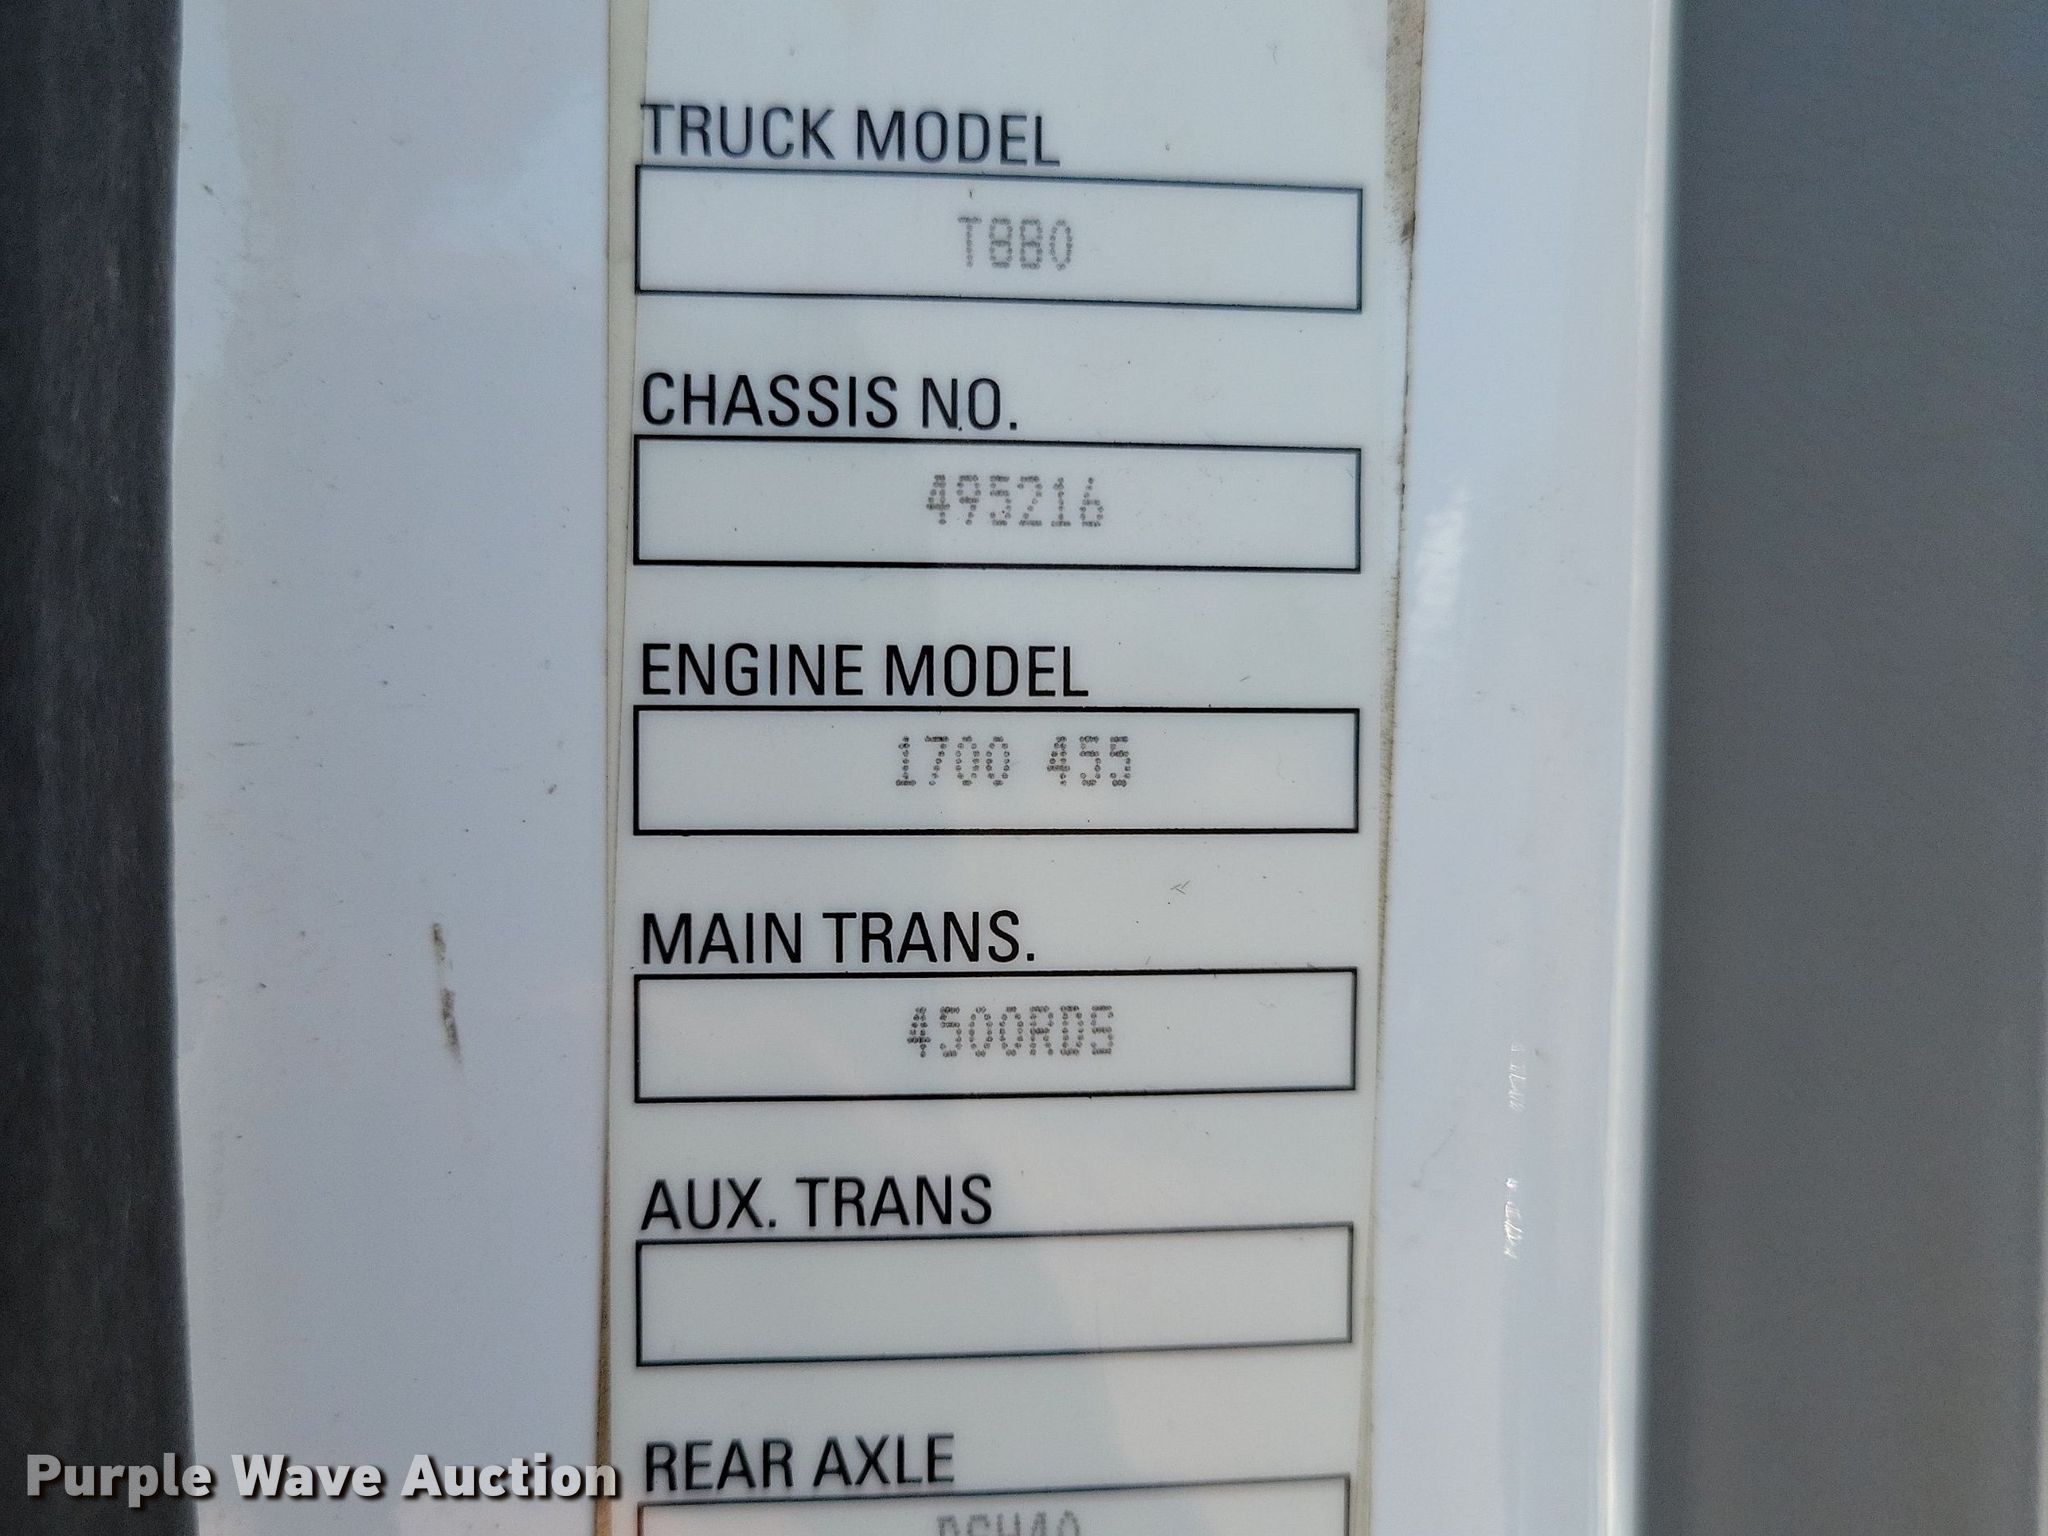 TRUCK MODEL
T880
CHASSIS NO.
495216
ENGINE MODEL
1700 455
MAIN TRANS.
4500RDS
AUX. TRANS
REAR AXLE
DSH40
Purple Wave Auction